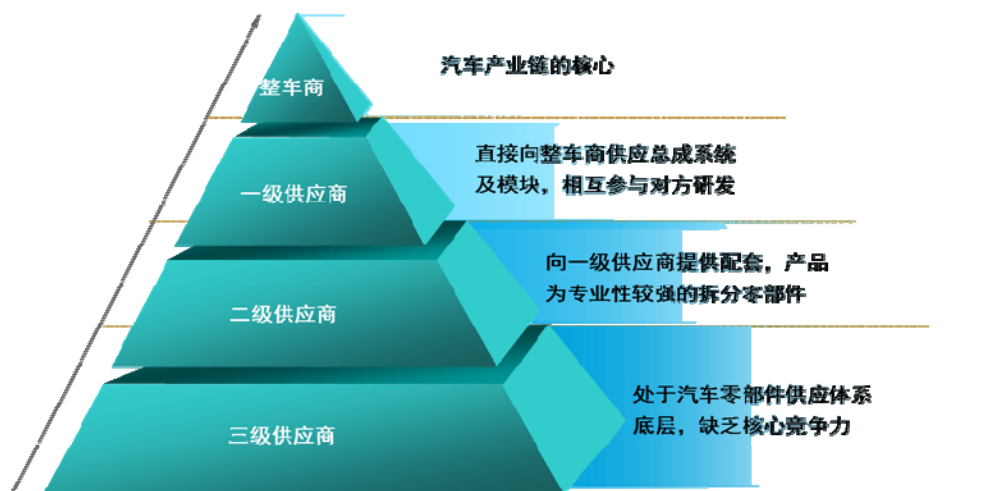 整车商
汽车产业链的核心
一级供应商
直接向整车商供应总成系统
及模块，相互参与对方研发
二级供应商
向一级供应商提供配套，产品
为专业性较强的拆分零部件
三级供应商
处于汽车零部件供应体系
底层，缺乏核心竞争力